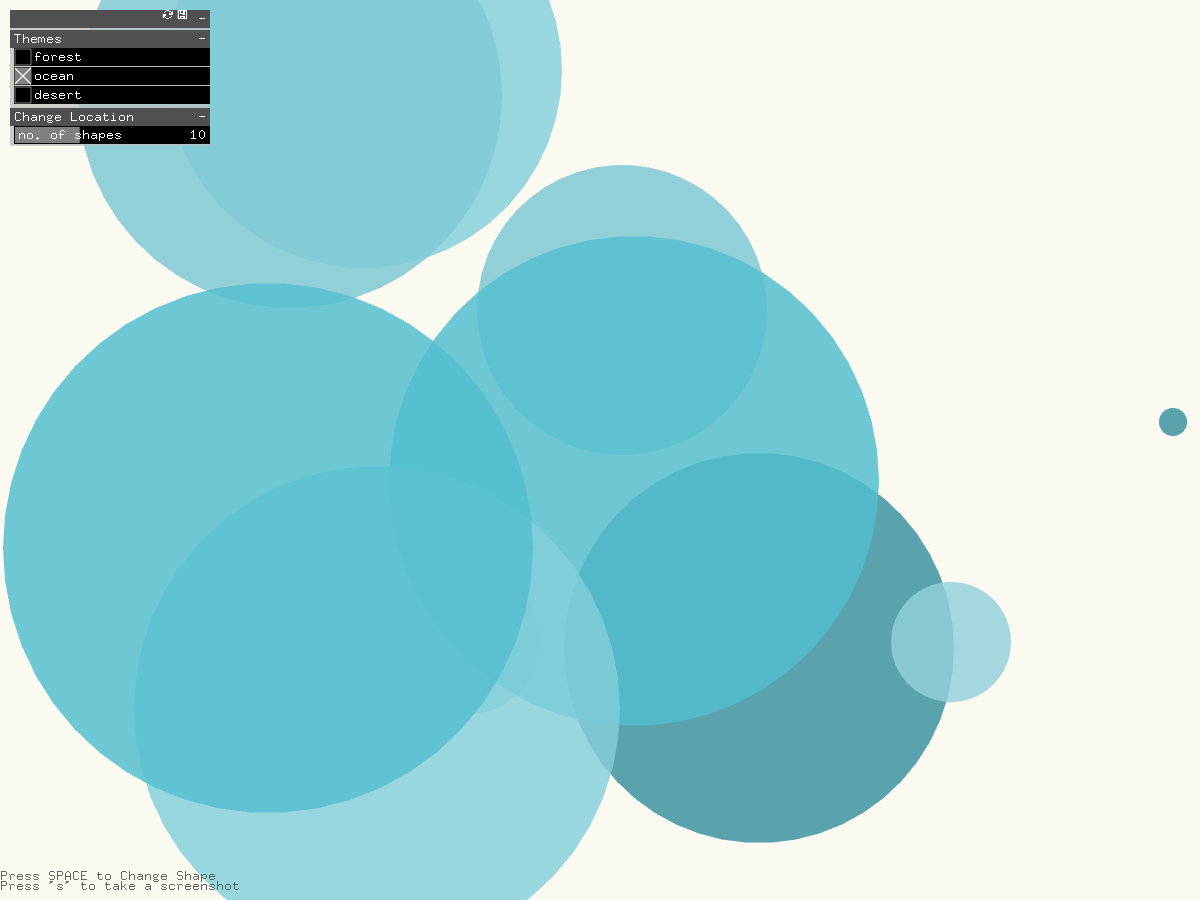 Themes
forest
ocean
desert
Change Location
no. of shapes 10
Press SPACE to Change Shape
Press 's' to take a screenshot